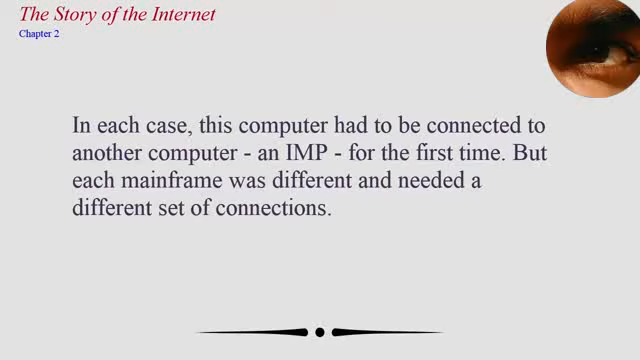 The Story of the Internet
Chapter 2
In each case, this computer had to be connected to
another computer - an IMP - for the first time. But
each mainframe was different and needed a
different set of connections.